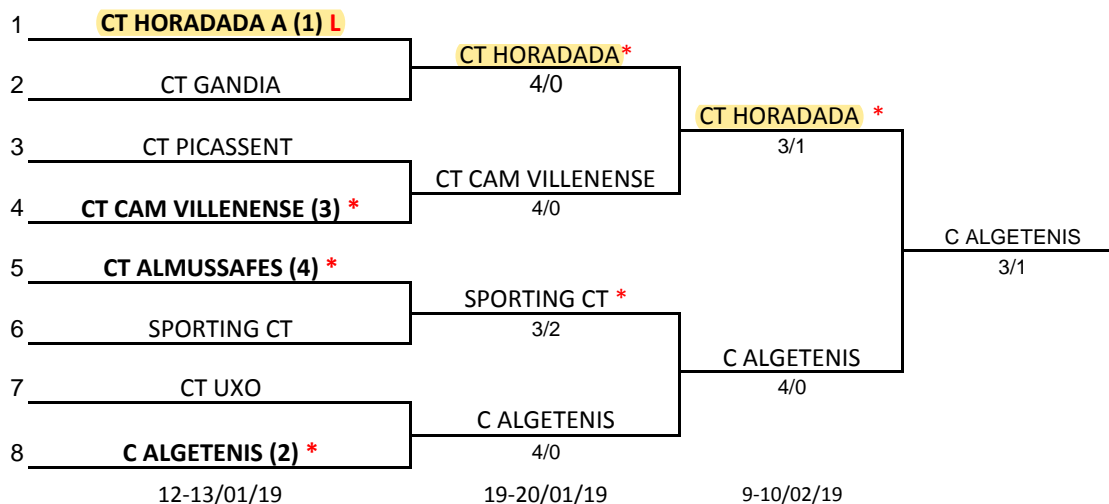 1 CT HORADADA A (1) L
CT HORADADA*
4/0
2 CT GANDIA
CT HORADADA *
3/1
3 CT PICASSENT
CT CAM VILLENENSE
4/0
4 CT CAM VILLENENSE (3) *
C ALGETENIS
3/1
5 CT ALMUSSAFES (4) *
SPORTING CT *
3/2
6 SPORTING CT
C ALGETENIS
4/0
7 CT UXO
C ALGETENIS
4/0
8 C ALGETENIS (2) *
12-13/01/19 19-20/01/19 9-10/02/19